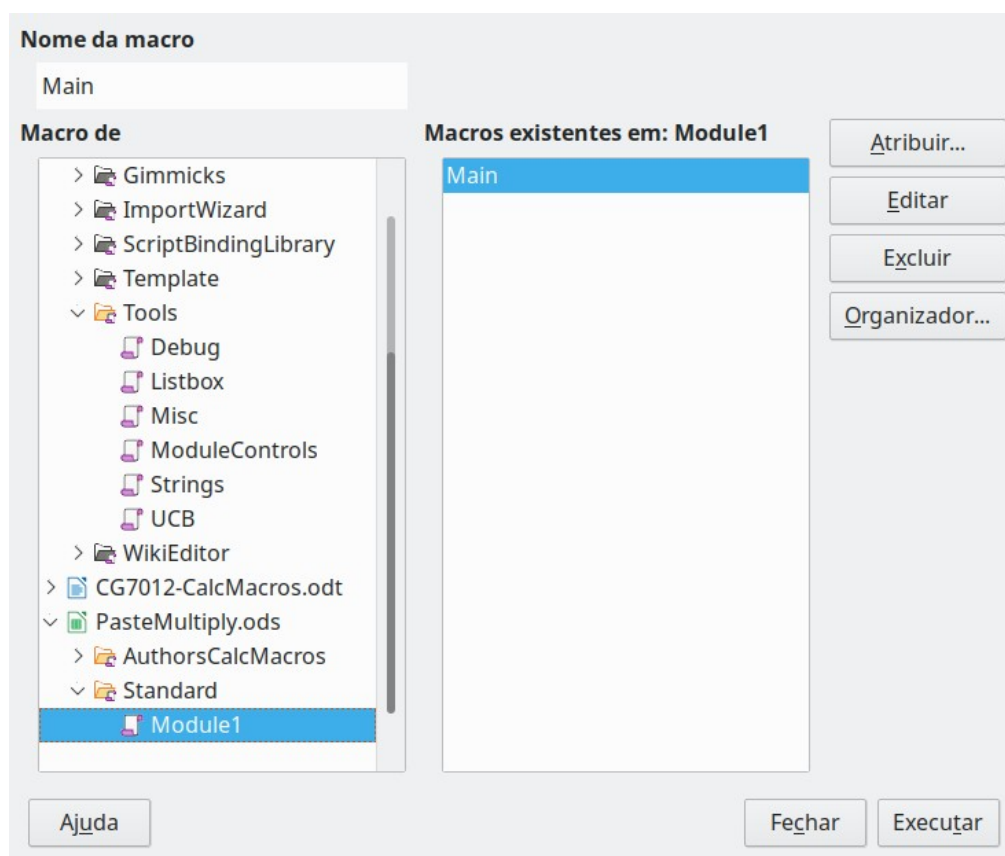 Nome da macro
Main
Macro de
Gimmicks
ImportWizard
ScriptBindingLibrary
Template
Tools
Debug
Listbox
Misc
ModuleControls
Strings
UCB
WikiEditor
CG7012-CalcMacros.odt
PasteMultiply.ods
AuthorsCalcMacros
Standard
Module1
Macros existentes em: Module1
Main
Atribuir...
Editar
Excluir
Organizador...
Ajuda
Fechar
Executar